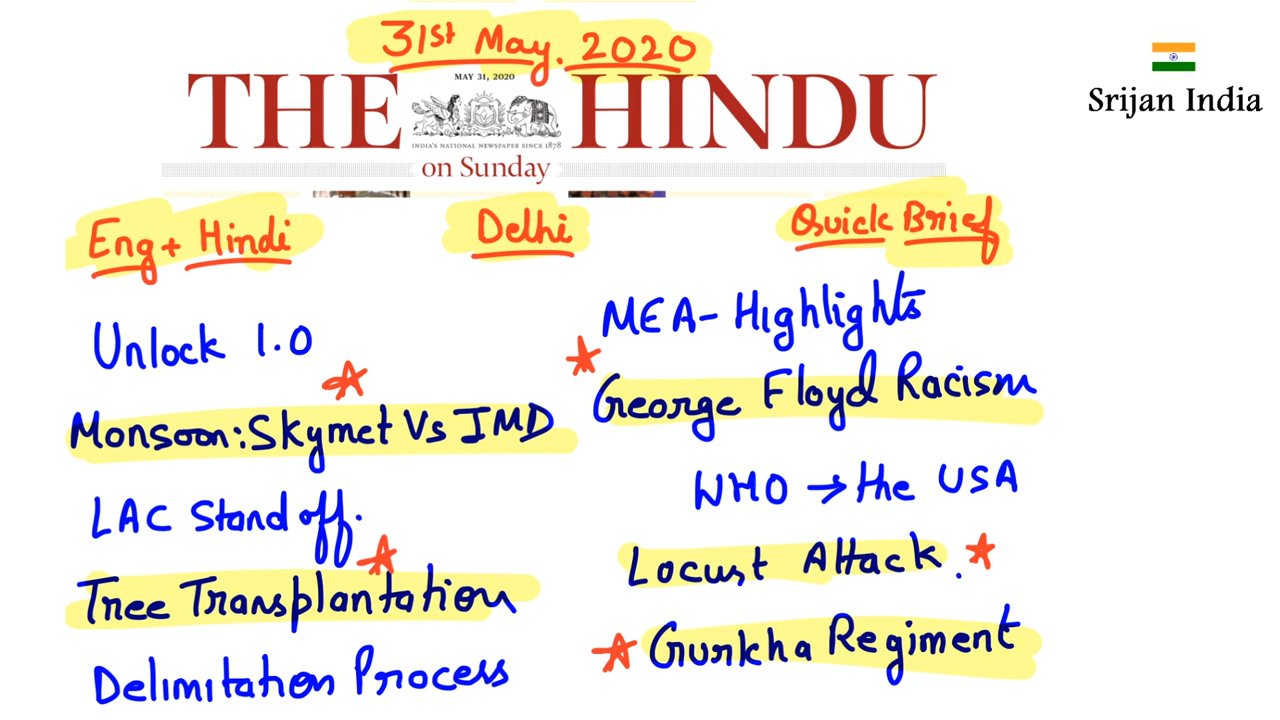 31st May. 2020
MAY 31, 2020
THE HINDU
INDIA'S NATIONAL NEWSPAPER SINCE 1878
on Sunday
Srijan India
Eng + Hindi
Delhi
Quick Brief
Unlock 1.0
Monsoon: Skymet Vs IMD
LAC Stand off.
Tree Transplantation
Delimitation Process
MEA - Highlights
George Floyd Racism
WHO → the USA
Locust Attack.
Gurkha Regiment